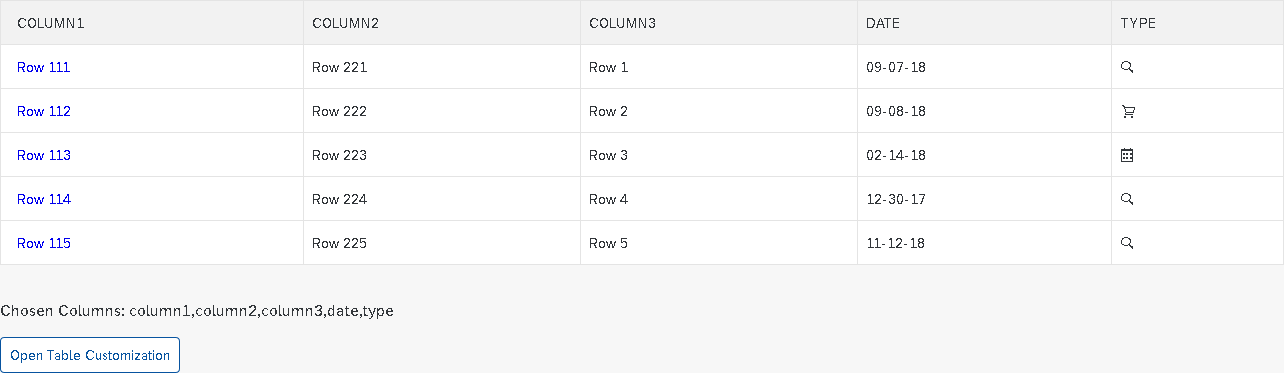 COLUMN1 COLUMN2 COLUMN3 DATE TYPE
Row 111 Row 221 Row 1 09-07-18
Row 112 Row 222 Row 2 09-08-18
Row 113 Row 223 Row 3 02-14-18
Row 114 Row 224 Row 4 12-30-17
Row 115 Row 225 Row 5 11-12-18
Chosen Columns: column1,column2,column3,date,type
Open Table Customization